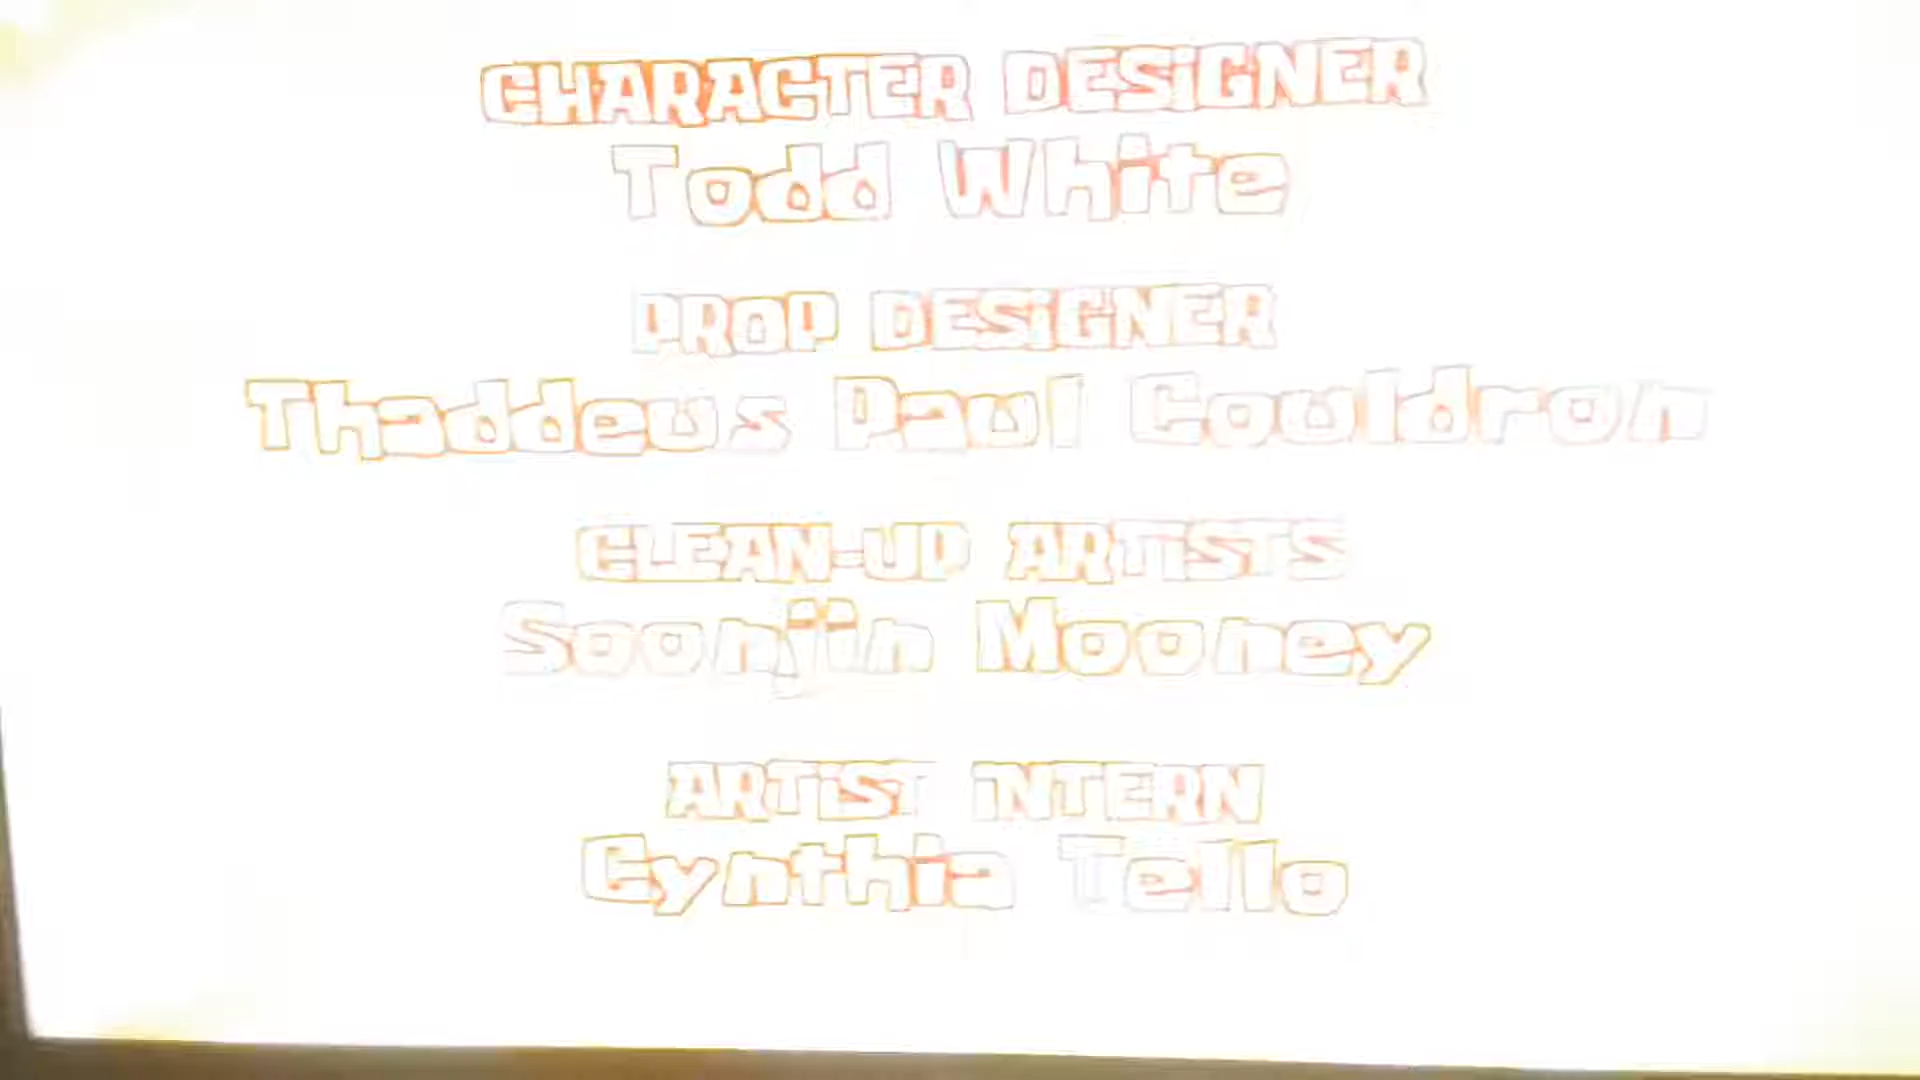 CHARACTER DESIGNER
Todd White
PROP DESIGNER
Thaddeus Paul Couldron
CLEAN-UP ARTISTS
Soonjin Mooney
ARTIST INTERN
Cynthia Tello